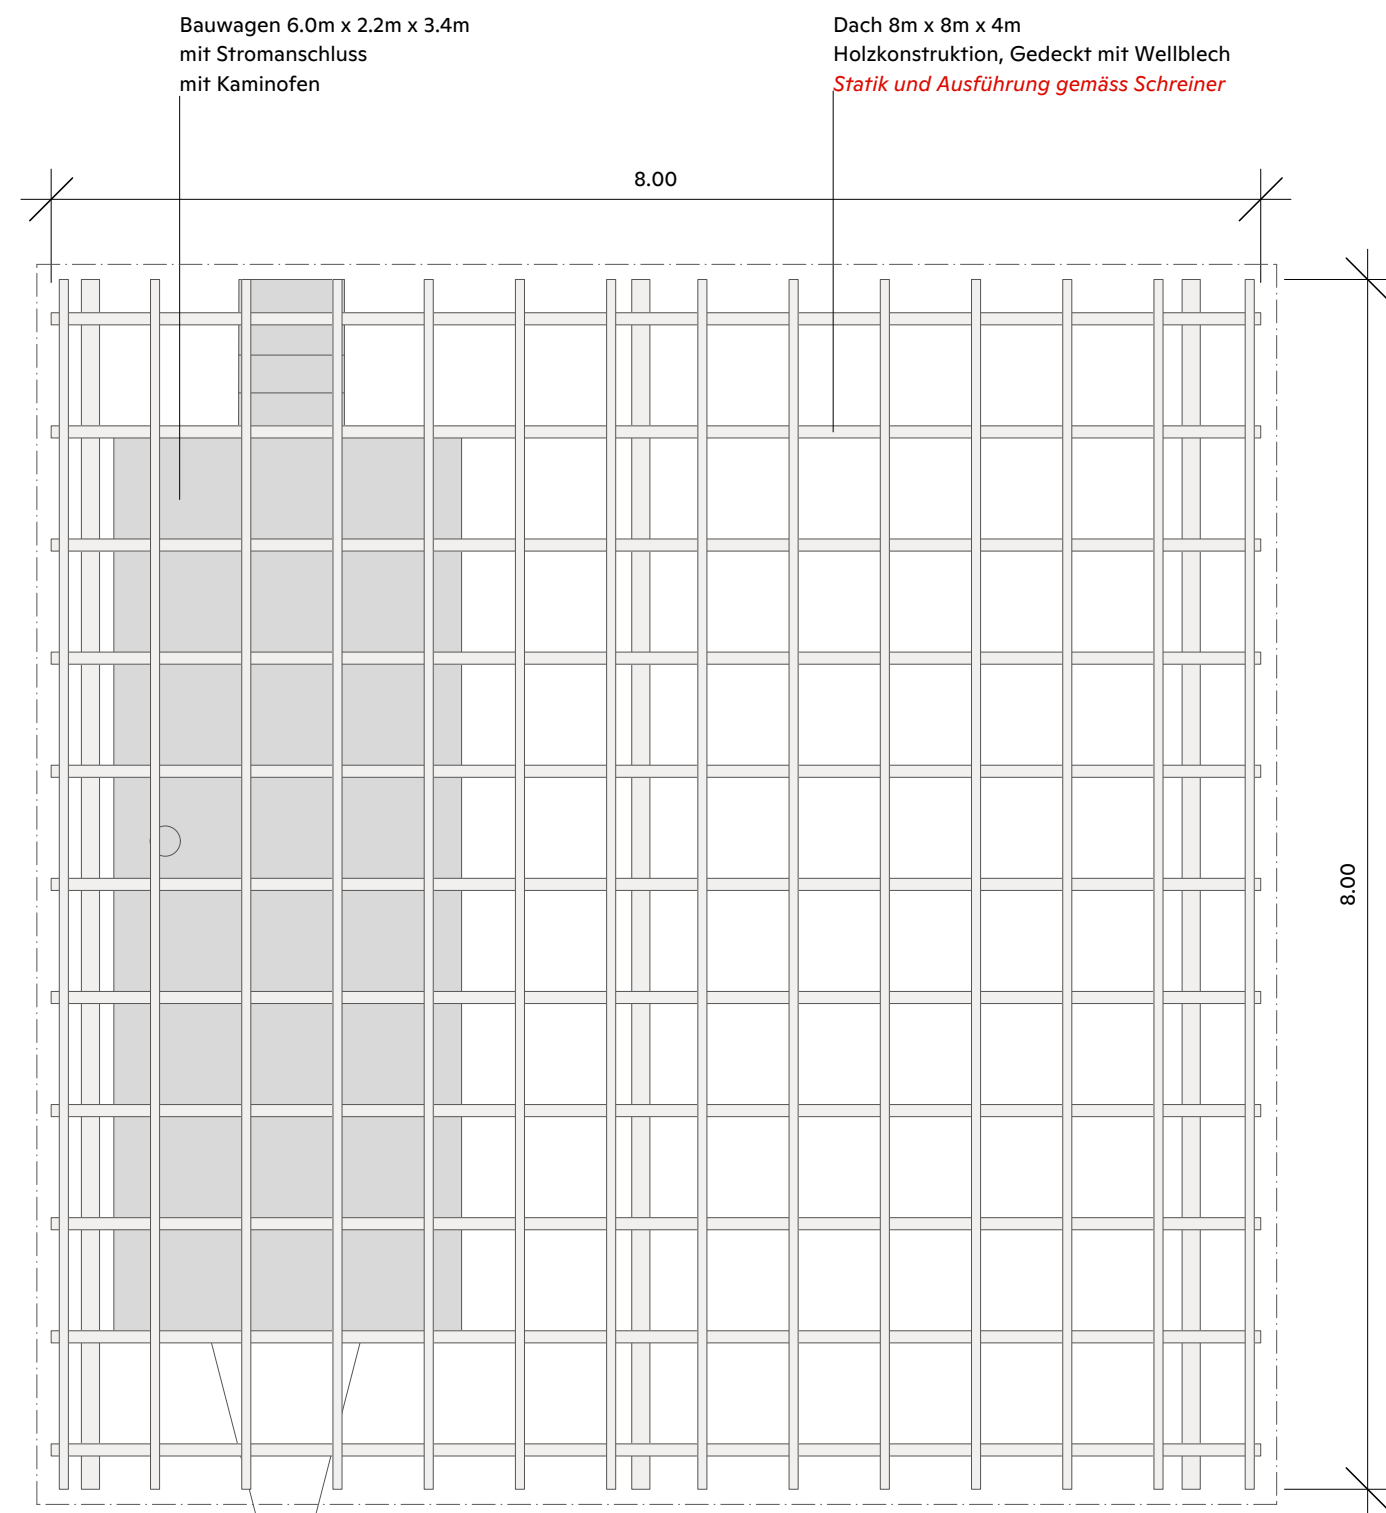 Bauwagen 6.0m x 2.2m x 3.4m
mit Stromanschluss
mit Kaminofen
Dach 8m x 8m x 4m
Holzkonstruktion, Gedeckt mit Wellblech
Statik und Ausführung gemäss Schreiner
8.00
8.00